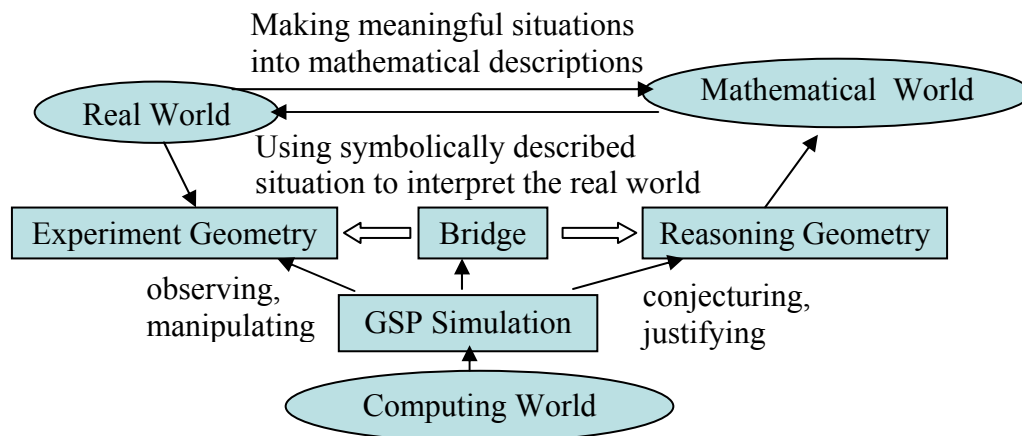 Making meaningful situations
into mathematical descriptions
Real World
Mathematical World
Using symbolically described
situation to interpret the real world
Experiment Geometry
Bridge
Reasoning Geometry
observing,
manipulating
GSP Simulation
conjecturing,
justifying
Computing World